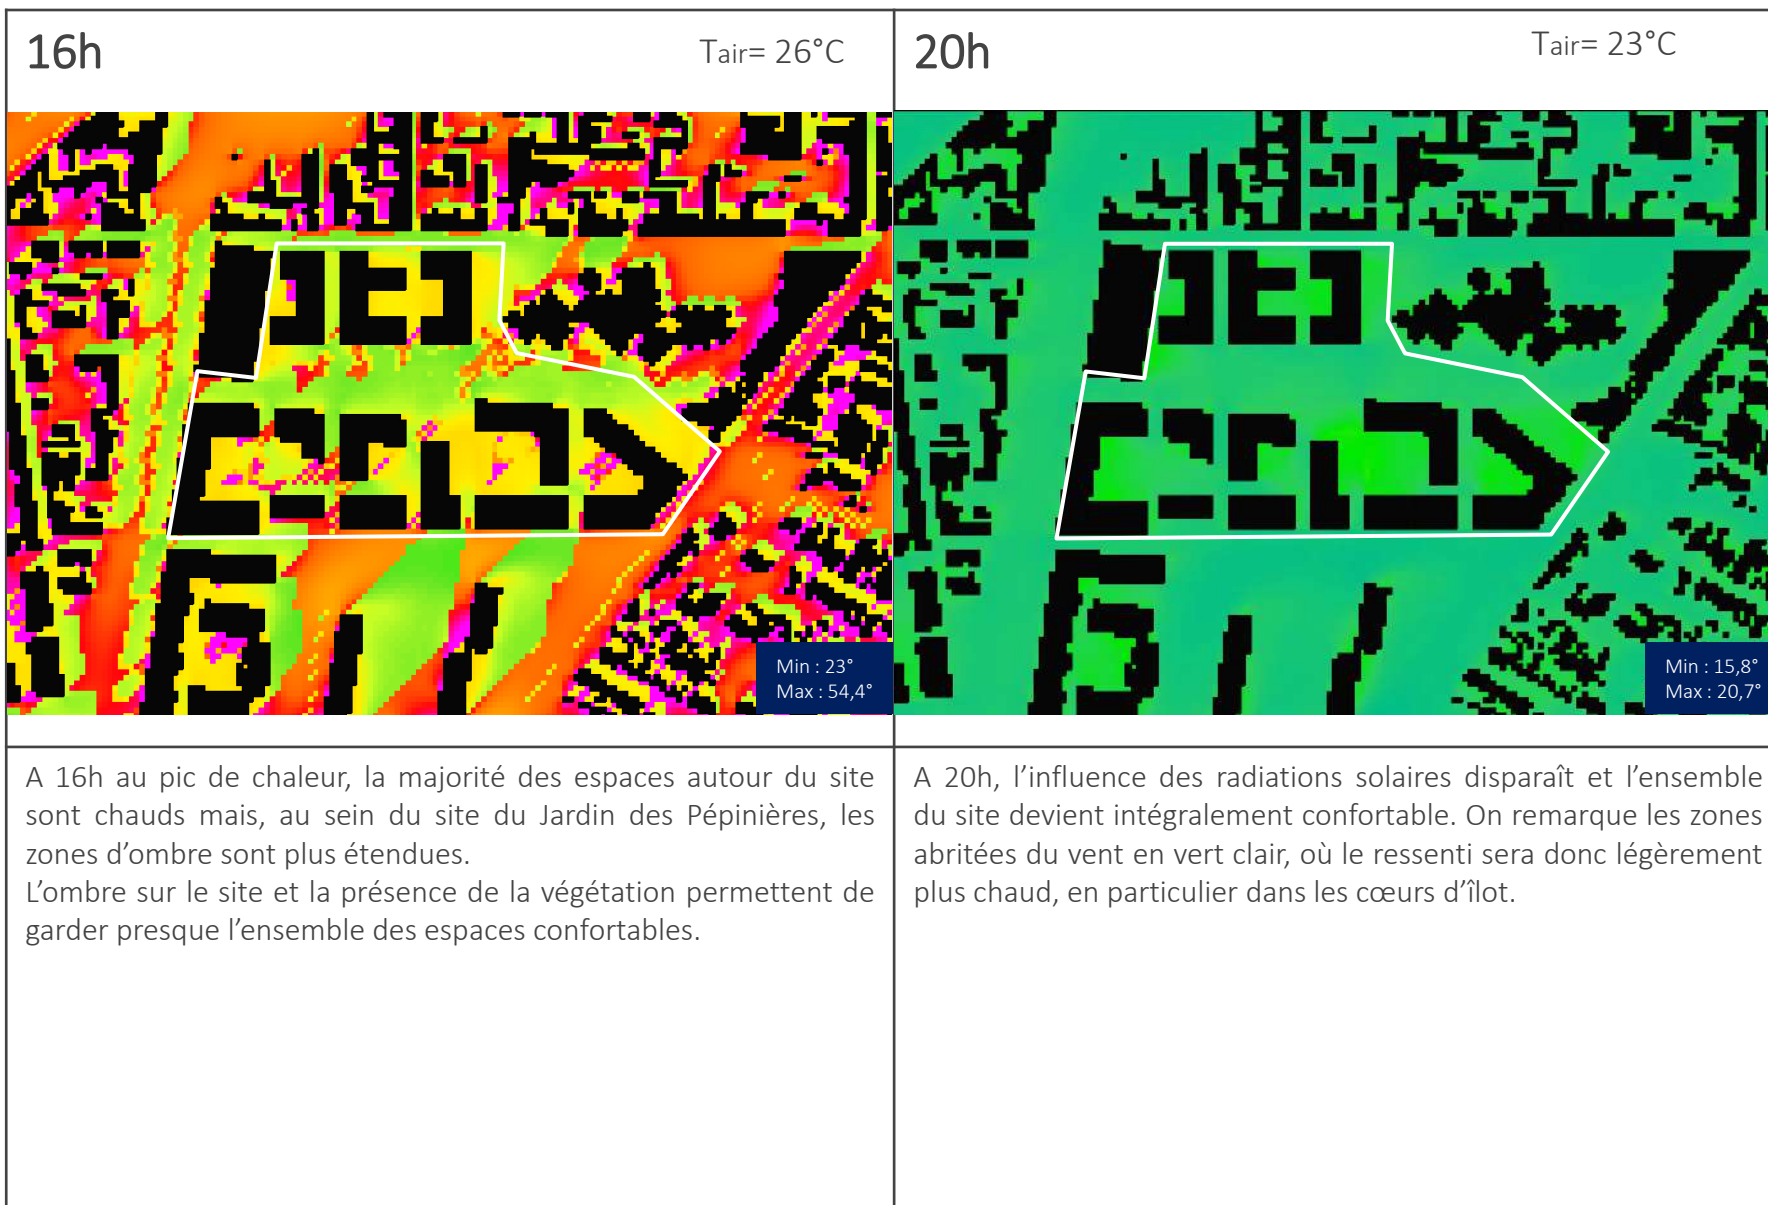 16h
Tair= 26°C
Min : 23°
Max : 54,4°
A 16h au pic de chaleur, la majorité des espaces autour du site
sont chauds mais, au sein du site du Jardin des Pépinières, les
zones d’ombre sont plus étendues.
L’ombre sur le site et la présence de la végétation permettent de
garder presque l’ensemble des espaces confortables.
20h
Tair= 23°C
Min : 15,8°
Max : 20,7°
A 20h, l’influence des radiations solaires disparaît et l’ensemble
du site devient intégralement confortable. On remarque les zones
abritées du vent en vert clair, où le ressenti sera donc légèrement
plus chaud, en particulier dans les cœurs d’îlot.